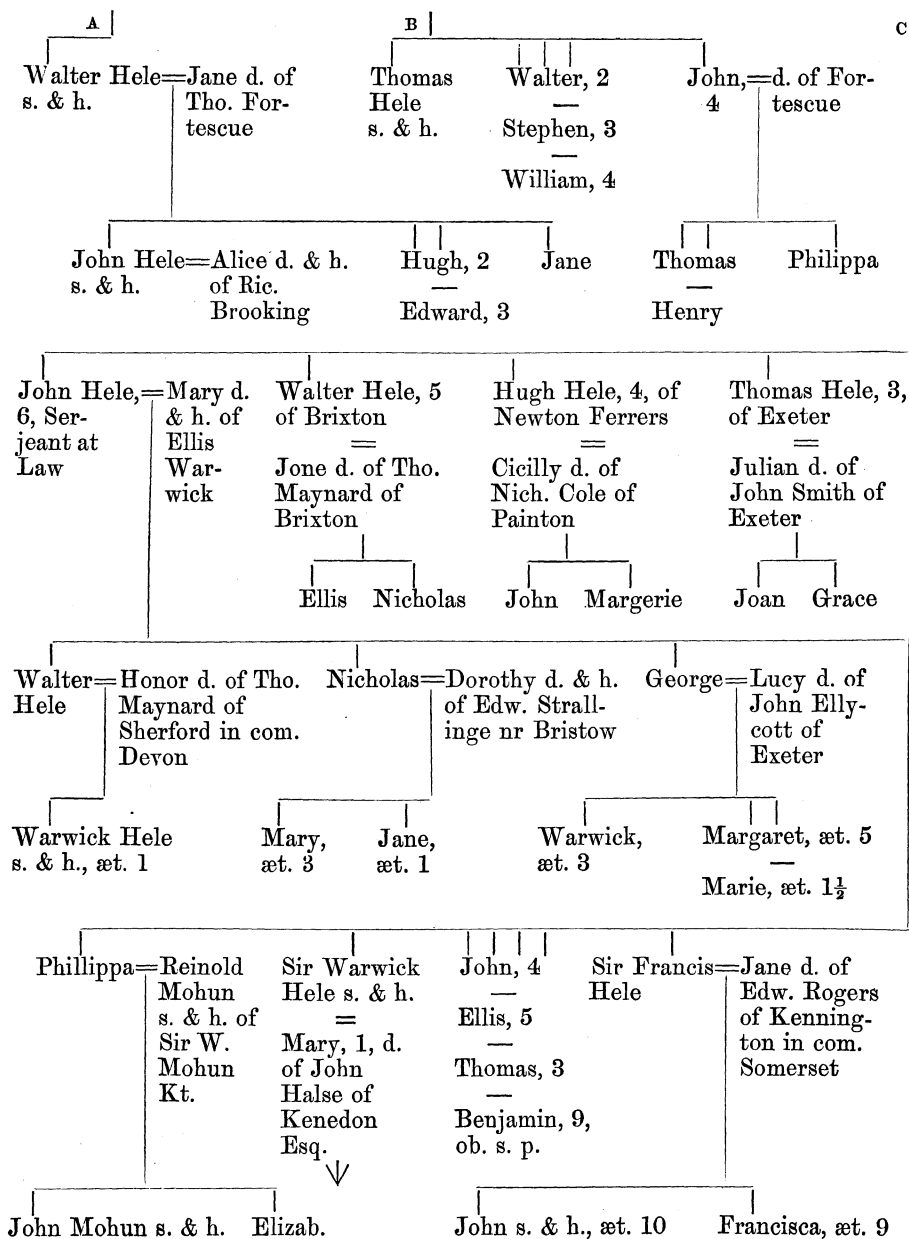 A B C
Walter Hele=Jane d. of
s. & h. Tho. For-
tescue
Thomas
Hele
s. & h.
Walter, 2
—
Stephen, 3
—
William, 4
John,=d. of For-
4 tescue
John Hele=Alice d. & h.
s. & h. of Ric.
Brooking
Hugh, 2
—
Edward, 3
Jane
Thomas
—
Henry
Philippa
John Hele,=
6, Ser-
jeant at
Law
Mary d.
& h. of
Ellis
War-
wick
Walter Hele, 5
of Brixton
=
Jone d. of Tho.
Maynard of
Brixton
Hugh Hele, 4, of
Newton Ferrers
=
Cicilly d. of
Nich. Cole of
Painton
Thomas Hele, 3,
of Exeter
=
Julian d. of
John Smith of
Exeter
Ellis Nicholas
John Margerie
Joan Grace
Walter=Honor d. of Tho.
Hele Maynard of
Sherford in com.
Devon
Nicholas=Dorothy d. & h.
of Edw. Strall-
inge nr Bristow
George=Lucy d. of
John Elly-
cott of
Exeter
Warwick Hele
s. & h., æt. 1
Mary,
æt. 3
Jane,
æt. 1
Warwick,
æt. 3
Margaret, æt. 5
—
Marie, æt. 1½
Phillippa=Reinold
Mohun
s. & h. of
Sir W.
Mohun
Kt.
Sir Warwick
Hele s. & h.
=
Mary, 1, d.
of John
Halse of
Kenedon
Esq.
John, 4
—
Ellis, 5
—
Thomas, 3
—
Benjamin, 9,
ob. s. p.
Sir Francis=Jane d. of
Hele Edw. Rogers
of Kenning-
ton in com.
Somerset
John Mohun s. & h. Elizab.
John s. & h., æt. 10 Francisca, æt. 9